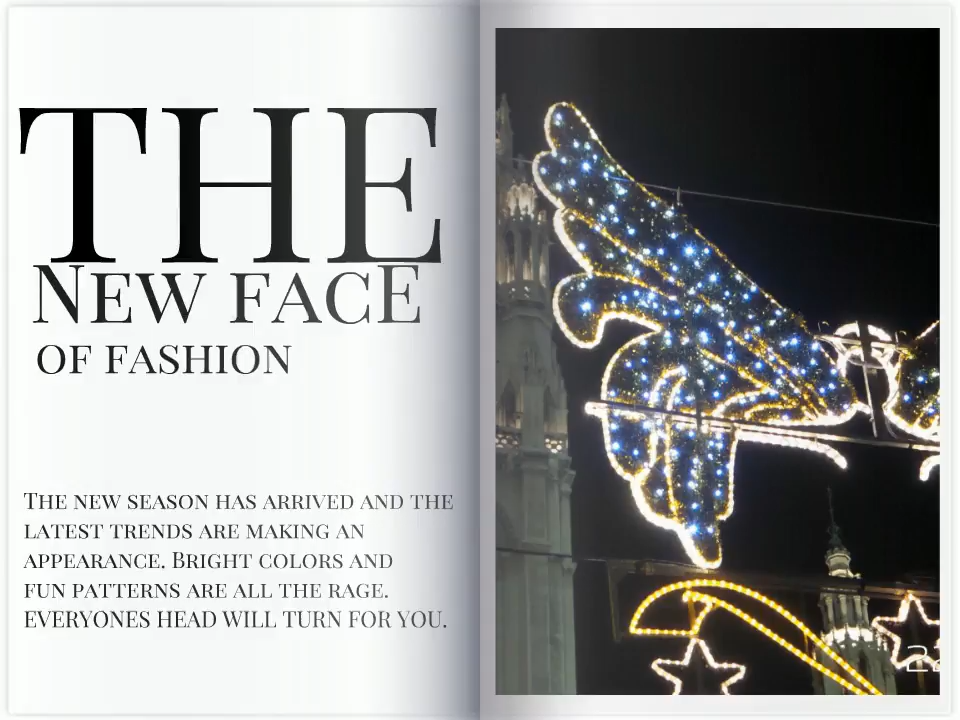 THE
NEW FACE
OF FASHION
THE NEW SEASON HAS ARRIVED AND THE
LATEST TRENDS ARE MAKING AN
APPEARANCE. BRIGHT COLORS AND
FUN PATTERNS ARE ALL THE RAGE.
EVERYONES HEAD WILL TURN FOR YOU.